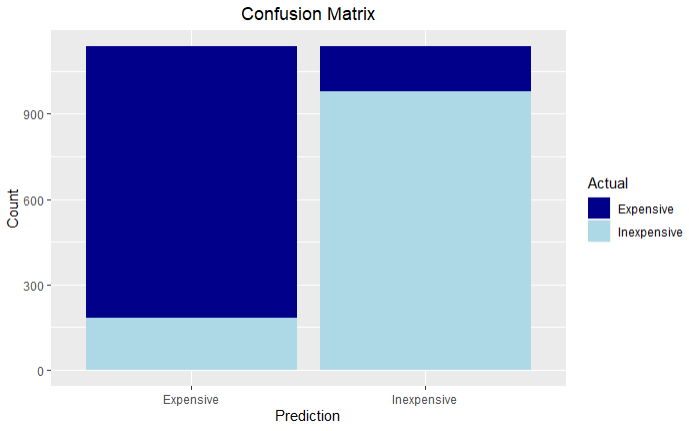 Confusion Matrix
Count
900
600
300
0
Expensive
Inexpensive
Prediction
Actual
Expensive
Inexpensive